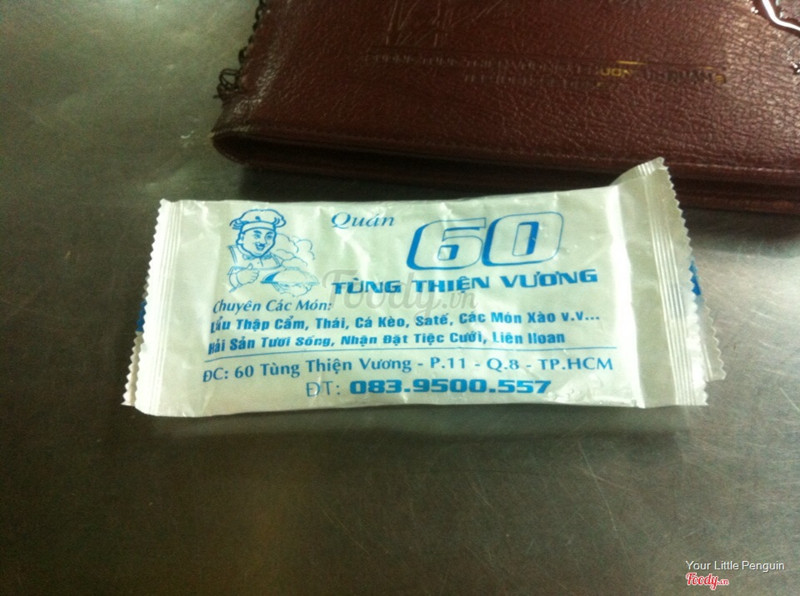 Quán 60
TÙNG THIỆN VƯƠNG
Chuyên Các Món:
Lẩu Thập Cẩm, Thái, Cá Kèo, Satế, Các Món Xào v.v...
Hải Sản Tươi Sống, Nhận Đặt Tiệc Cưới, Liên Hoan
ĐC: 60 Tùng Thiện Vương - P.11 - Q.8 - TP.HCM
ĐT: 083.9500.557
Foody.vn
Your Little Penguin
Foody.vn